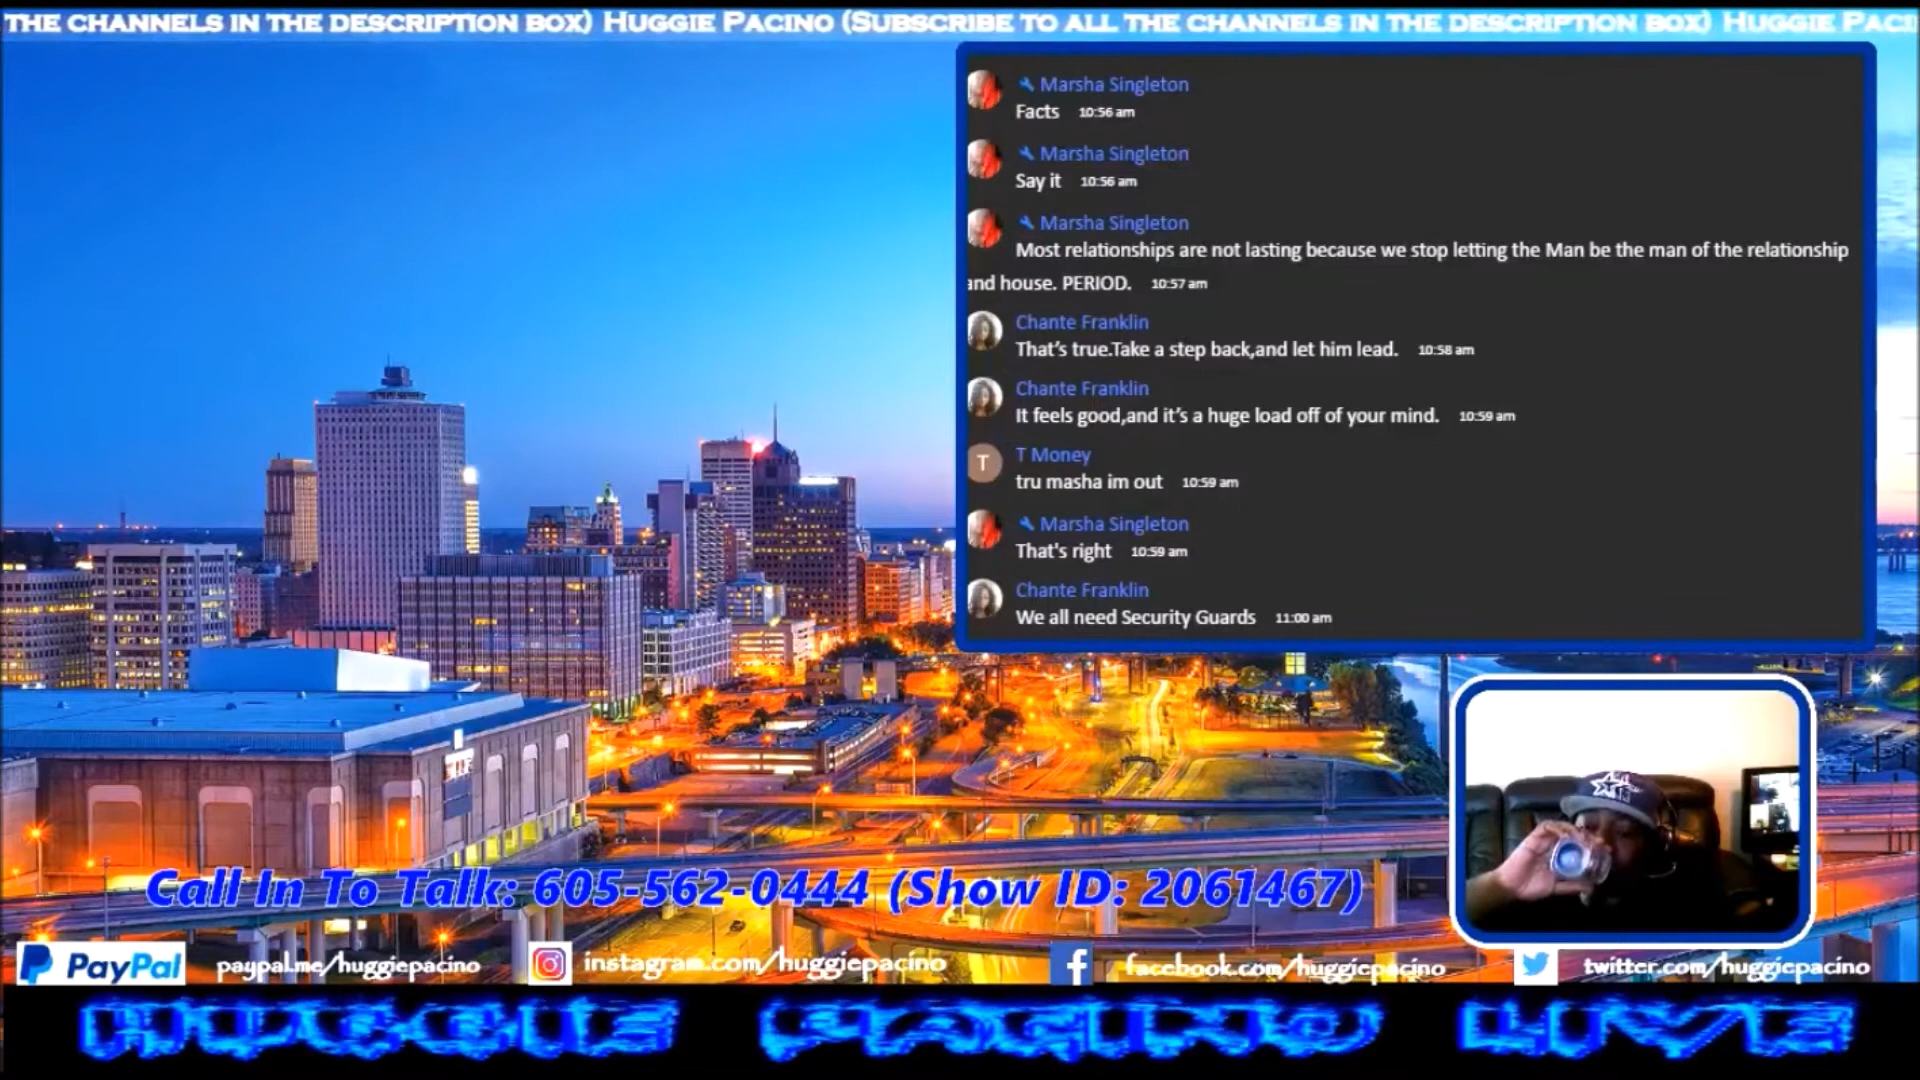 THE CHANNELS IN THE DESCRIPTION BOX) HUGGIE PACINO (SUBSCRIBE TO ALL THE CHANNELS IN THE DESCRIPTION BOX) HUGGIE PACI
Marsha Singleton
Facts 10:56 am
Marsha Singleton
Say it 10:56 am
Marsha Singleton
Most relationships are not lasting because we stop letting the Man be the man of the relationship
and house. PERIOD. 10:57 am
Chante Franklin
That's true.Take a step back,and let him lead. 10:58 am
Chante Franklin
It feels good,and it's a huge load off of your mind. 10:59 am
T
T Money
tru masha im out 10:59 am
Marsha Singleton
That's right 10:59 am
Chante Franklin
We all need Security Guards 11:00 am
Call In To Talk: 605-562-0444 (Show ID: 2061467)
PayPal paypal.me/huggiepacino instagram.com/huggiepacino f facebook.com/huggiepacino twitter.com/huggiepacino
HUGGIE PACINO LIVE